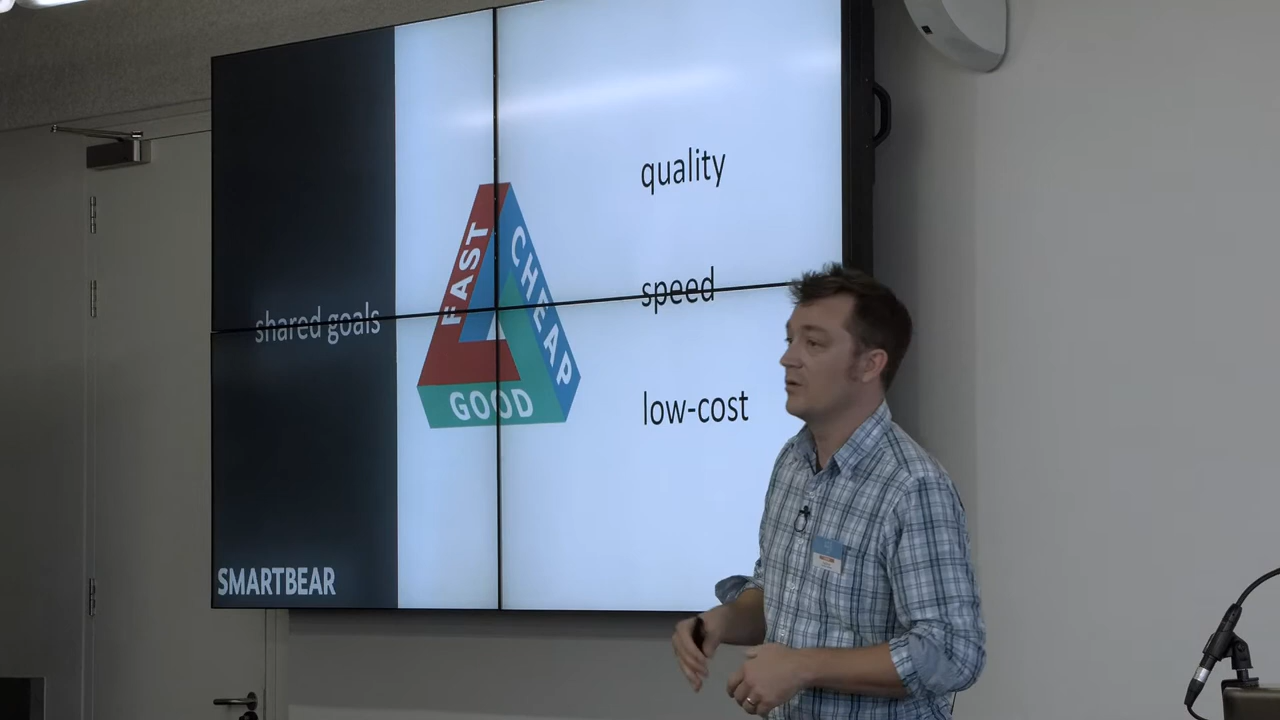 shared goals
SMARTBEAR
FAST
CHEAP
GOOD
quality
speed
low-cost